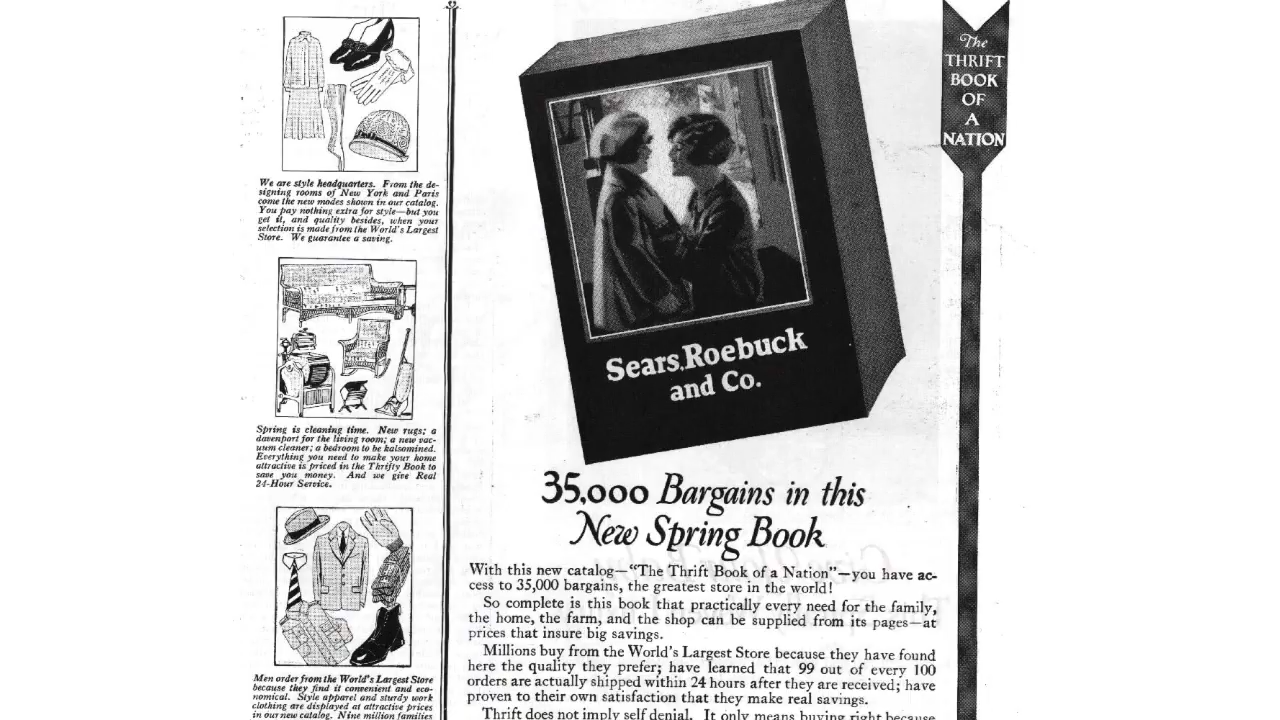 We are style headquarters. From the de-
signing rooms of New York and Paris
come the new modes shown in our catalog.
You pay nothing extra for style—but you
get it, and quality besides, when your
selection is made from the World's Largest
Store. We guarantee a saving.
Spring is cleaning time. New rugs; a
davenport for the living room; a new vac-
uum cleaner; a bedroom to be kalsomined.
Everything you need to make your home
attractive is priced in the Thrifty Book to
save you money. And we give Real
24-Hour Service.
Men order from the World's Largest Store
because they find it convenient and eco-
nomical. Style apparel and sturdy work
clothing are displayed at attractive prices
in our new catalog. Nine million families
Sears, Roebuck
and Co.
The
THRIFT
BOOK
OF
A
NATION
35,000 Bargains in this
New Spring Book
With this new catalog—"The Thrift Book of a Nation"—you have ac-
cess to 35,000 bargains, the greatest store in the world!
So complete is this book that practically every need for the family,
the home, the farm, and the shop can be supplied from its pages—at
prices that insure big savings.
Millions buy from the World's Largest Store because they have found
here the quality they prefer; have learned that 99 out of every 100
orders are actually shipped within 24 hours after they are received; have
proven to their own satisfaction that they make real savings.
Thrift does not imply self denial. It only means buying right because